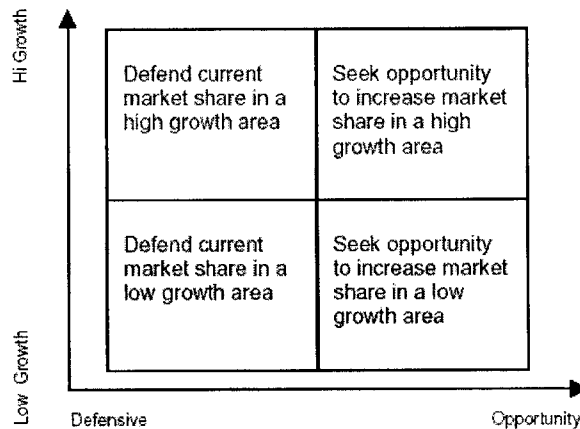 Hi Growth
Defend current
market share in a
high growth area
Seek opportunity
to increase market
share in a high
growth area
Defend current
market share in a
low growth area
Seek opportunity
to increase market
share in a low
growth area
Low Growth
Defensive
Opportunity